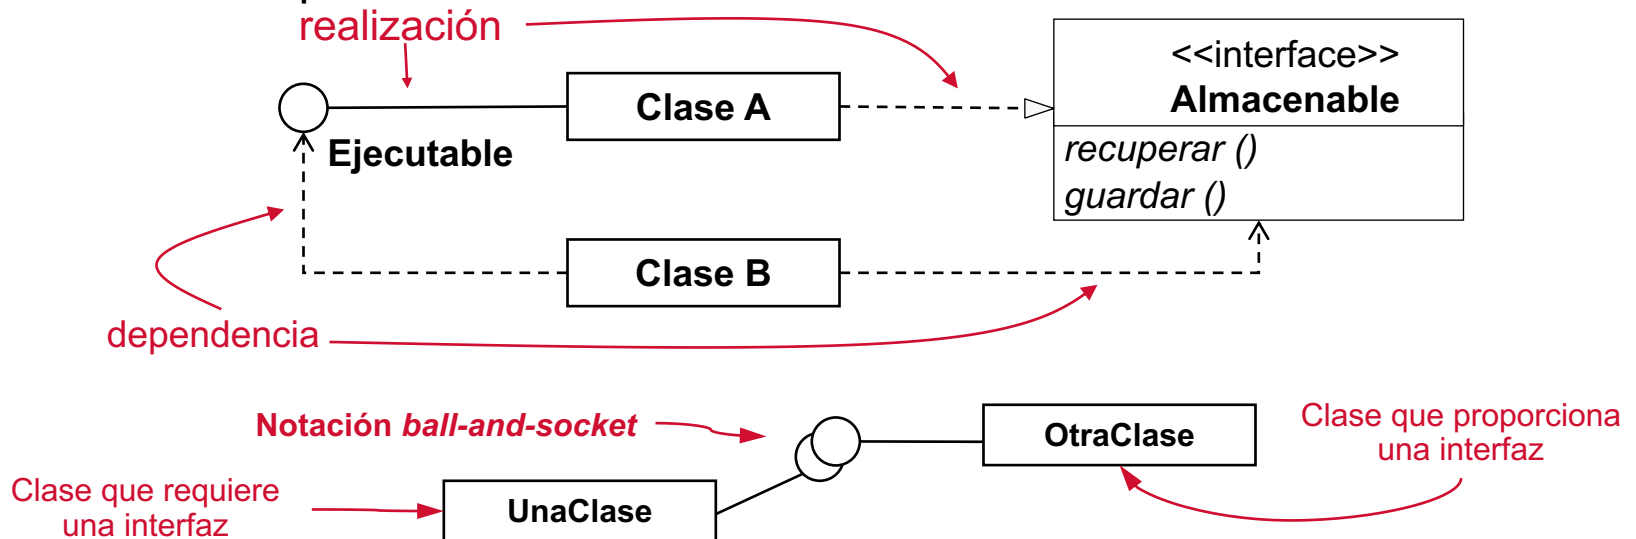 realización
<<interface>>
Almacenable
Clase A
Ejecutable
recuperar ()
guardar ()
Clase B
dependencia
Notación ball-and-socket
OtraClase
Clase que proporciona
una interfaz
Clase que requiere
una interfaz
UnaClase